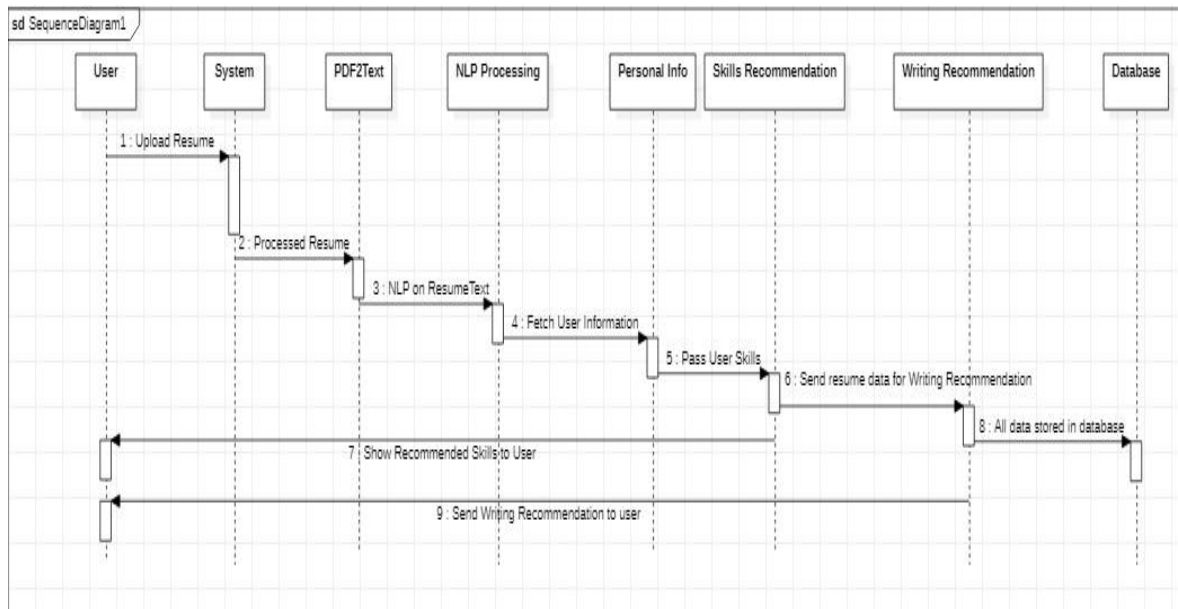 sd SequenceDiagram1
User
System
PDF2Text
NLP Processing
Personal Info
Skills Recommendation
Writing Recommendation
Database
1 : Upload Resume
2 : Processed Resume
3 : NLP on ResumeText
4 : Fetch User Information
5 : Pass User Skills
6 : Send resume data for Writing Recommendation
8 : All data stored in database
7 : Show Recommended Skills to User
9 : Send Writing Recommendation to user